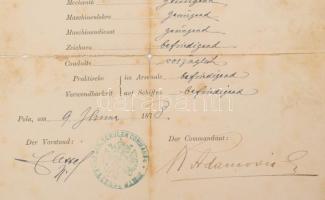 Mechanik genügend
Maschinenlehre genügend
Maschinendienst genügend
Zeichnen befriedigend
Conduite vorzüglich
Praktische im Arsenale befriedigend
Verwendbarkeit auf Schiffen befriedigend
Pola, am 9. Jänner 1878.
Der Vorstand: Der Commandant: